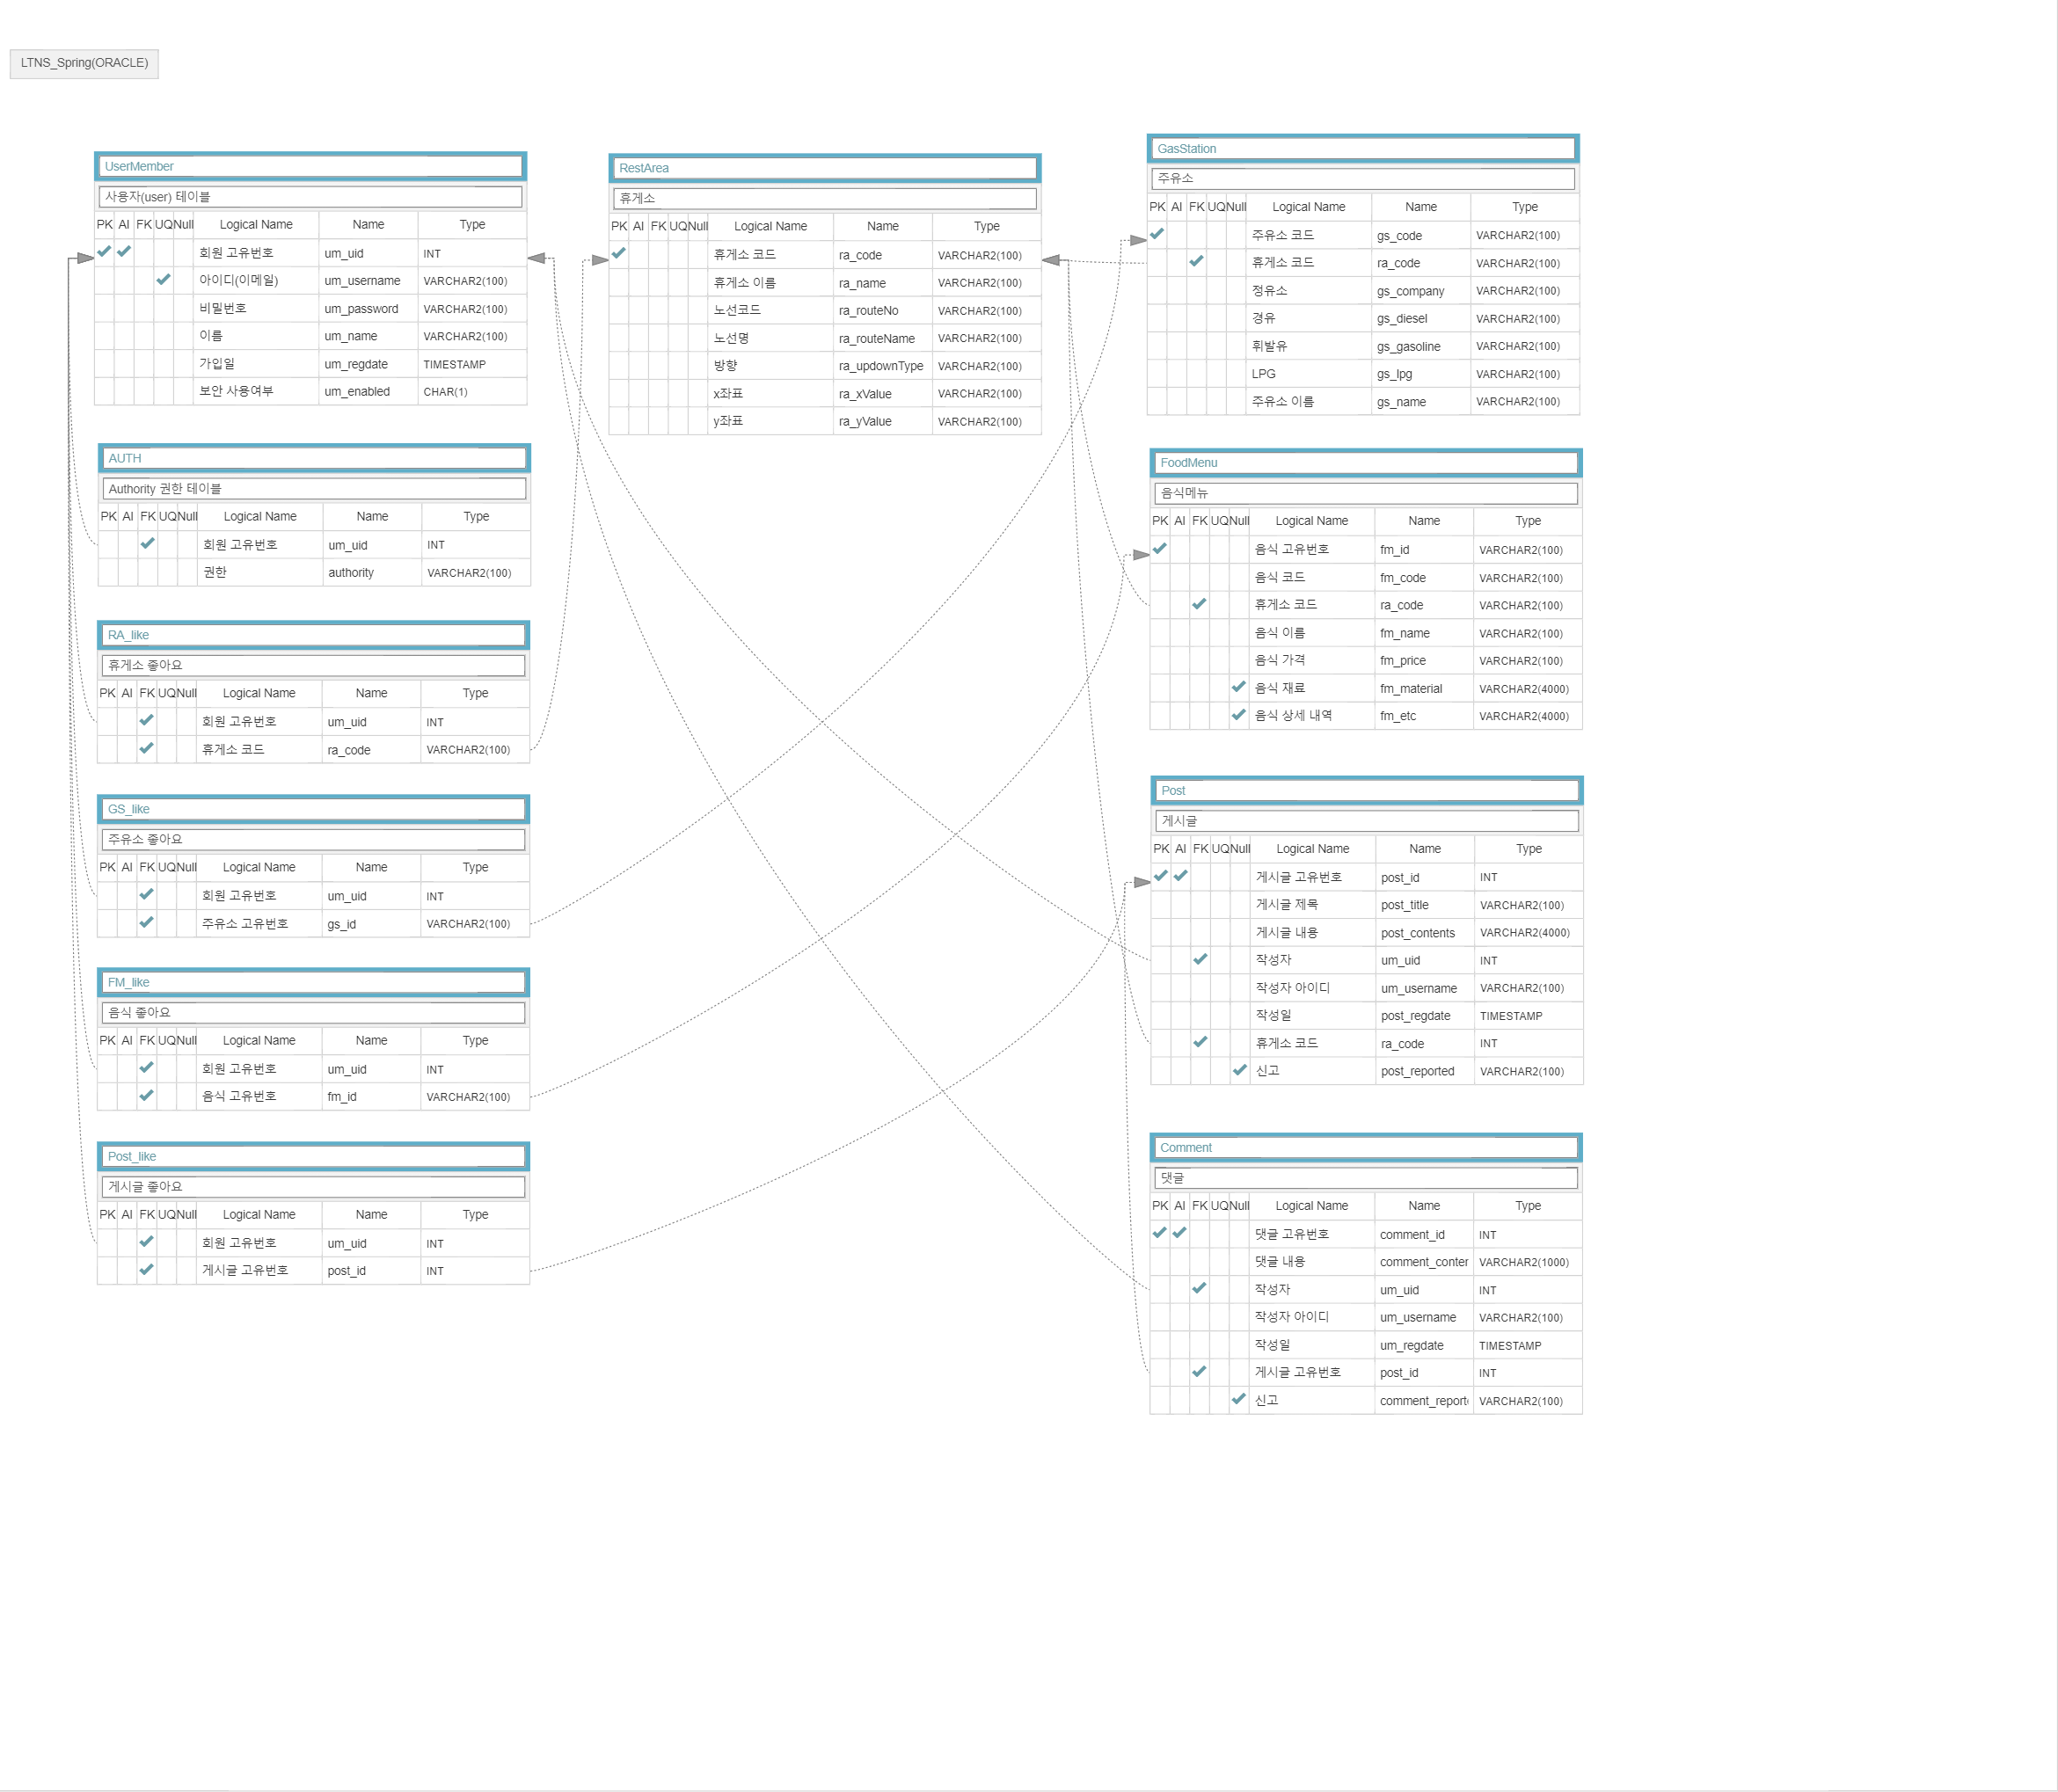 LTNS_Spring(ORACLE)
UserMember
사용자(user) 테이블
PK AI FK UQ Null Logical Name Name Type
회원 고유번호 um_uid INT
아이디(이메일) um_username VARCHAR2(100)
비밀번호 um_password VARCHAR2(100)
이름 um_name VARCHAR2(100)
가입일 um_regdate TIMESTAMP
보안 사용여부 um_enabled CHAR(1)
AUTH
Authority 권한 테이블
PK AI FK UQ Null Logical Name Name Type
회원 고유번호 um_uid INT
권한 authority VARCHAR2(100)
RA_like
휴게소 좋아요
PK AI FK UQ Null Logical Name Name Type
회원 고유번호 um_uid INT
휴게소 코드 ra_code VARCHAR2(100)
GS_like
주유소 좋아요
PK AI FK UQ Null Logical Name Name Type
회원 고유번호 um_uid INT
주유소 고유번호 gs_id VARCHAR2(100)
FM_like
음식 좋아요
PK AI FK UQ Null Logical Name Name Type
회원 고유번호 um_uid INT
음식 고유번호 fm_id VARCHAR2(100)
Post_like
게시글 좋아요
PK AI FK UQ Null Logical Name Name Type
회원 고유번호 um_uid INT
게시글 고유번호 post_id INT
RestArea
휴게소
PK AI FK UQ Null Logical Name Name Type
휴게소 코드 ra_code VARCHAR2(100)
휴게소 이름 ra_name VARCHAR2(100)
노선코드 ra_routeNo VARCHAR2(100)
노선명 ra_routeName VARCHAR2(100)
방향 ra_updownType VARCHAR2(100)
x좌표 ra_xValue VARCHAR2(100)
y좌표 ra_yValue VARCHAR2(100)
GasStation
주유소
PK AI FK UQ Null Logical Name Name Type
주유소 코드 gs_code VARCHAR2(100)
휴게소 코드 ra_code VARCHAR2(100)
정유소 gs_company VARCHAR2(100)
경유 gs_diesel VARCHAR2(100)
휘발유 gs_gasoline VARCHAR2(100)
LPG gs_lpg VARCHAR2(100)
주유소 이름 gs_name VARCHAR2(100)
FoodMenu
음식메뉴
PK AI FK UQ Null Logical Name Name Type
음식 고유번호 fm_id VARCHAR2(100)
음식 코드 fm_code VARCHAR2(100)
휴게소 코드 ra_code VARCHAR2(100)
음식 이름 fm_name VARCHAR2(100)
음식 가격 fm_price VARCHAR2(100)
음식 재료 fm_material VARCHAR2(4000)
음식 상세 내역 fm_etc VARCHAR2(4000)
Post
게시글
PK AI FK UQ Null Logical Name Name Type
게시글 고유번호 post_id INT
게시글 제목 post_title VARCHAR2(100)
게시글 내용 post_contents VARCHAR2(4000)
작성자 um_uid INT
작성자 아이디 um_username VARCHAR2(100)
작성일 post_regdate TIMESTAMP
휴게소 코드 ra_code INT
신고 post_reported VARCHAR2(100)
Comment
댓글
PK AI FK UQ Null Logical Name Name Type
댓글 고유번호 comment_id INT
댓글 내용 comment_conter VARCHAR2(1000)
작성자 um_uid INT
작성자 아이디 um_username VARCHAR2(100)
작성일 um_regdate TIMESTAMP
게시글 고유번호 post_id INT
신고 comment_report VARCHAR2(100)